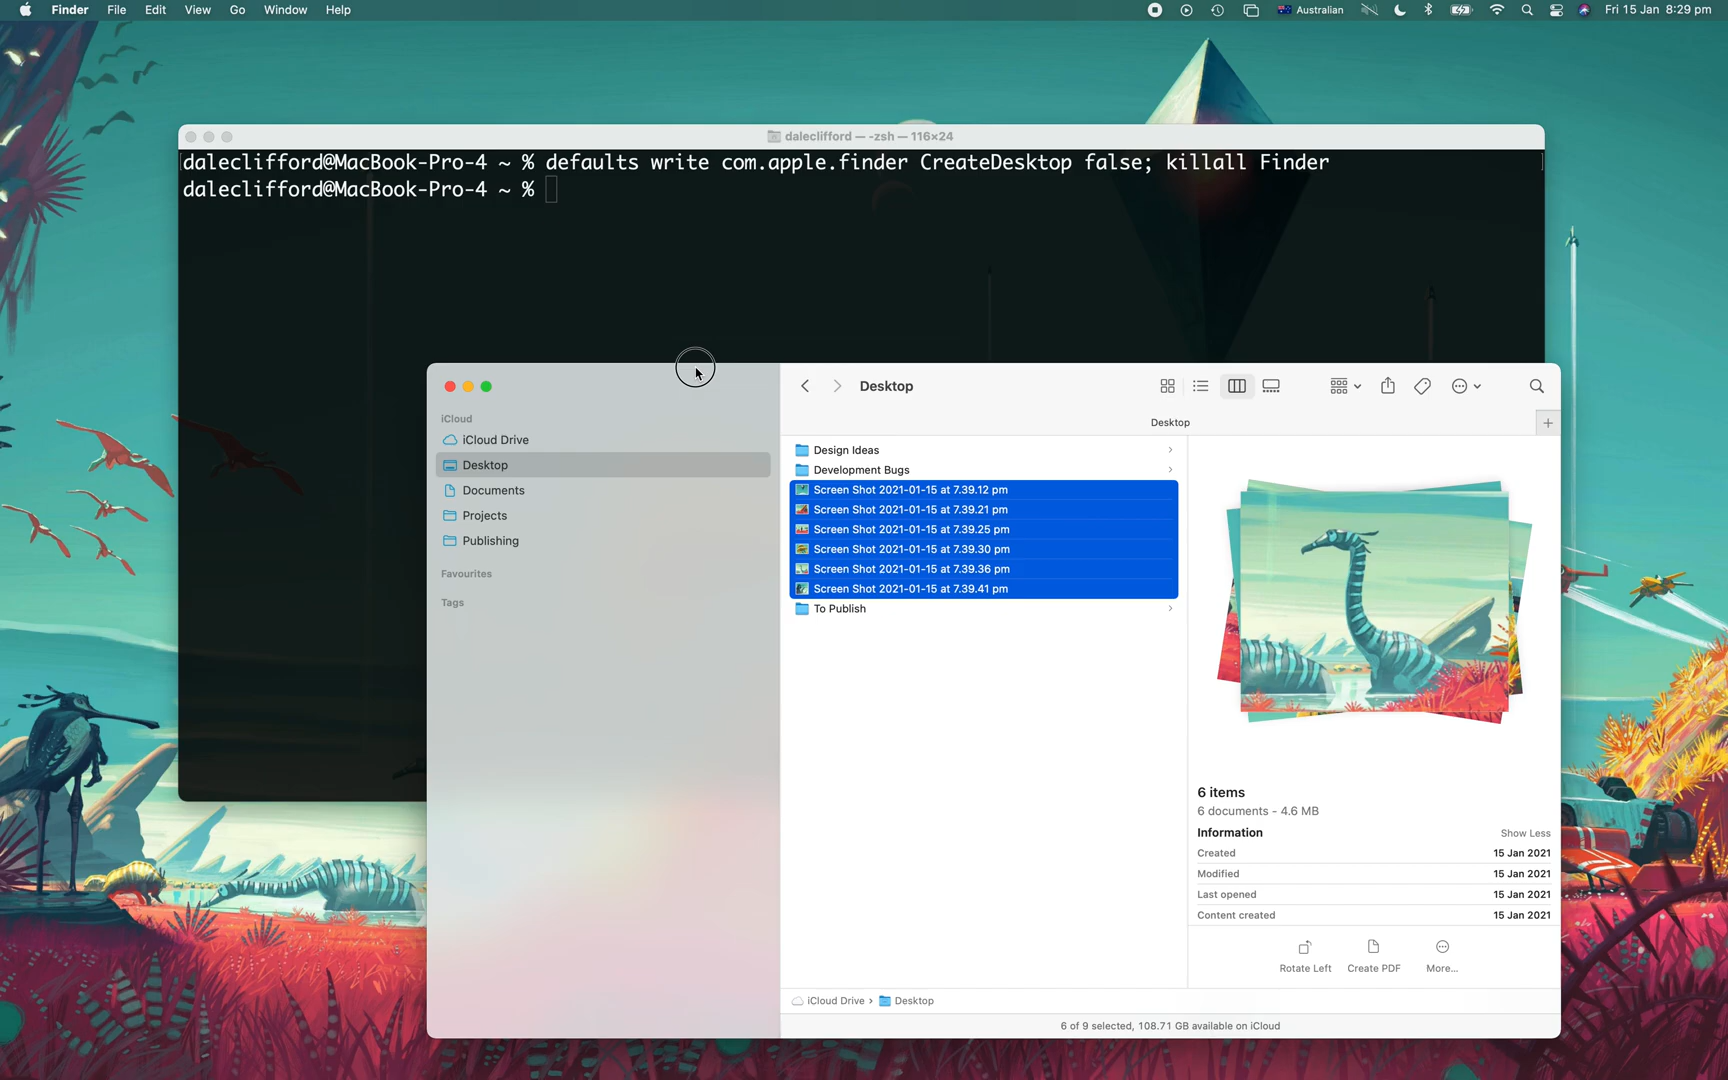 Finder File Edit View Go Window Help Australian Fri 15 Jan 8:29 pm
daleclifford — -zsh — 116×24
daleclifford@MacBook-Pro-4 ~ % defaults write com.apple.finder CreateDesktop false; killall Finder
daleclifford@MacBook-Pro-4 ~ %
Desktop
Desktop
iCloud
iCloud Drive
Desktop
Documents
Projects
Publishing
Favourites
Tags
Design Ideas
Development Bugs
Screen Shot 2021-01-15 at 7.39.12 pm
Screen Shot 2021-01-15 at 7.39.21 pm
Screen Shot 2021-01-15 at 7.39.25 pm
Screen Shot 2021-01-15 at 7.39.30 pm
Screen Shot 2021-01-15 at 7.39.36 pm
Screen Shot 2021-01-15 at 7.39.41 pm
To Publish
6 items
6 documents - 4.6 MB
Information Show Less
Created 15 Jan 2021
Modified 15 Jan 2021
Last opened 15 Jan 2021
Content created 15 Jan 2021
Rotate Left Create PDF More...
iCloud Drive › Desktop
6 of 9 selected, 108.71 GB available on iCloud